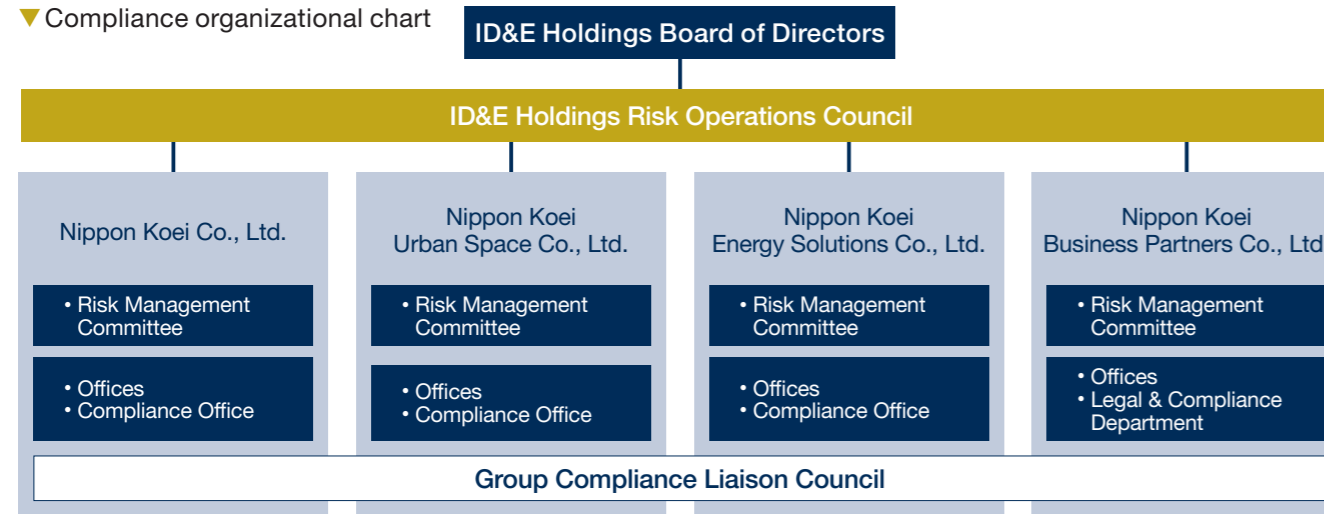 ▼Compliance organizational chart
ID&E Holdings Board of Directors
ID&E Holdings Risk Operations Council
Nippon Koei Co., Ltd.
• Risk Management
Committee
• Offices
• Compliance Office
Nippon Koei
Urban Space Co., Ltd.
• Risk Management
Committee
• Offices
• Compliance Office
Nippon Koei
Energy Solutions Co., Ltd.
• Risk Management
Committee
• Offices
• Compliance Office
Nippon Koei
Business Partners Co., Ltd
• Risk Management
Committee
• Offices
• Legal & Compliance
Department
Group Compliance Liaison Council